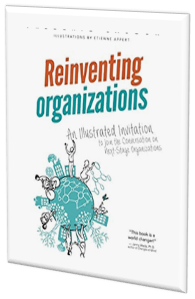 ILLUSTRATIONS BY ETIENNE APPERT
Reinventing
organizations
An Illustrated Invitation
to Join the Conversation on
Next-Stage Organizations
"This book is a
world changer!"